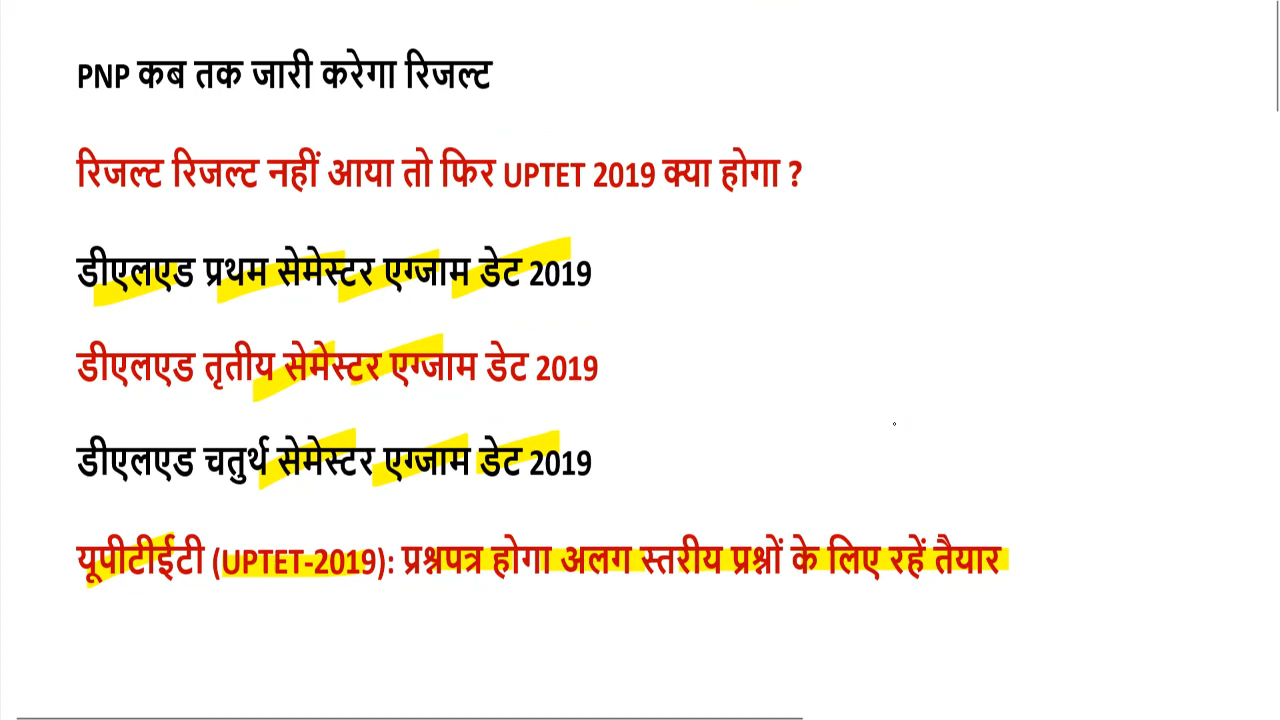 PNP कब तक जारी करेगा रिजल्ट
रिजल्ट रिजल्ट नहीं आया तो फिर UPTET 2019 क्या होगा ?
डीएलएड प्रथम सेमेस्टर एग्जाम डेट 2019
डीएलएड तृतीय सेमेस्टर एग्जाम डेट 2019
डीएलएड चतुर्थ सेमेस्टर एग्जाम डेट 2019
यूपीटीईटी (UPTET-2019): प्रश्नपत्र होगा अलग स्तरीय प्रश्नों के लिए रहें तैयार